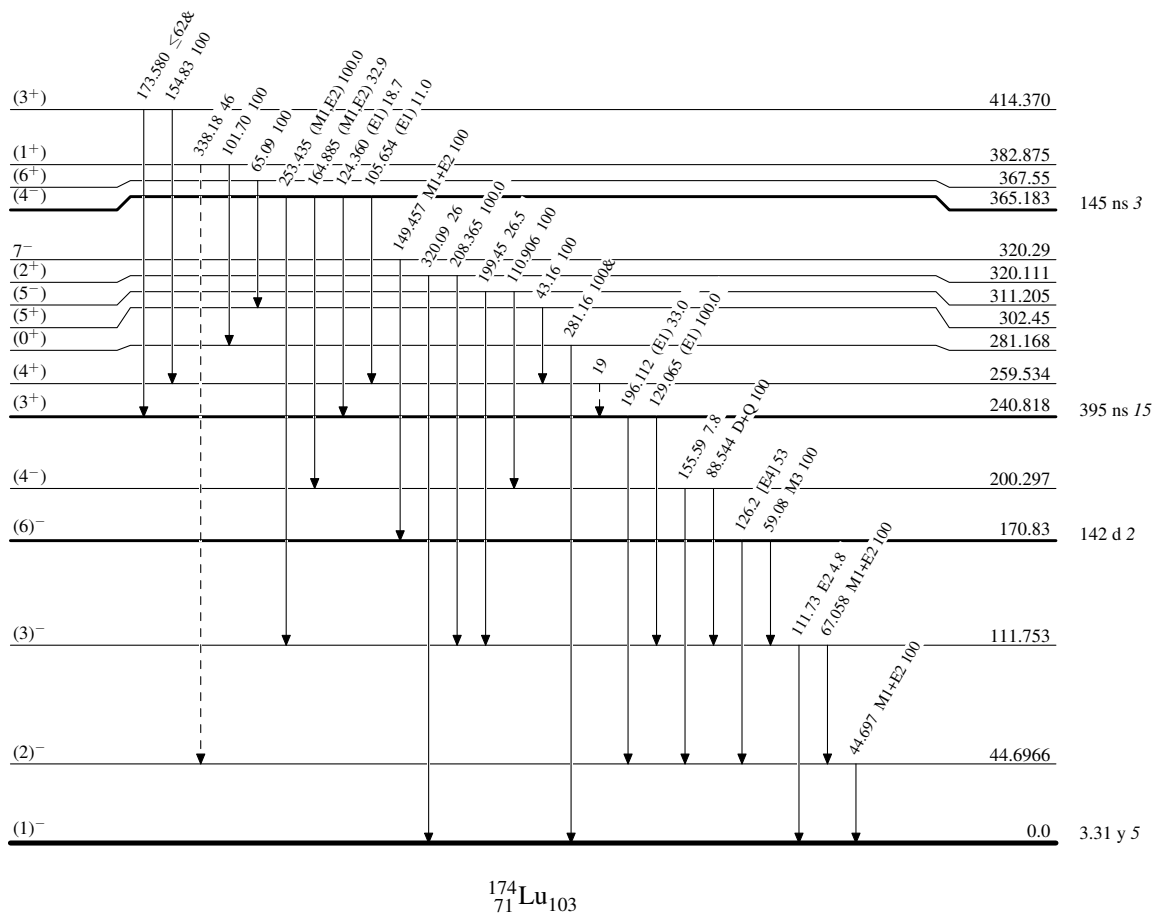 173.580 ≤62&
154.83 100
338.18 46
101.70 100
65.09 100
253.435 (M1,E2) 100.0
164.885 (M1,E2) 32.9
124.360 (E1) 18.7
105.654 (E1) 11.0
149.457 M1+E2 100
320.09 26
208.365 100.0
199.45 26.5
110.906 100
43.16 100
281.16 100&
19
196.112 (E1) 33.0
129.065 (E1) 100.0
155.59 7.8
88.544 D+Q 100
126.2 [E4] 53
59.08 M3 100
111.73 E2 4.8
67.058 M1+E2 100
44.697 M1+E2 100
(3⁺) 414.370
(1⁺) 382.875
(6⁺) 367.55
(4⁻) 365.183 145 ns 3
7⁻ 320.29
(2⁺) 320.111
(5⁻) 311.205
(5⁺) 302.45
(0⁺) 281.168
(4⁺) 259.534
(3⁺) 240.818 395 ns 15
(4⁻) 200.297
(6)⁻ 170.83 142 d 2
(3)⁻ 111.753
(2)⁻ 44.6966
(1)⁻ 0.0 3.31 y 5
¹⁷⁴₇₁Lu₁₀₃